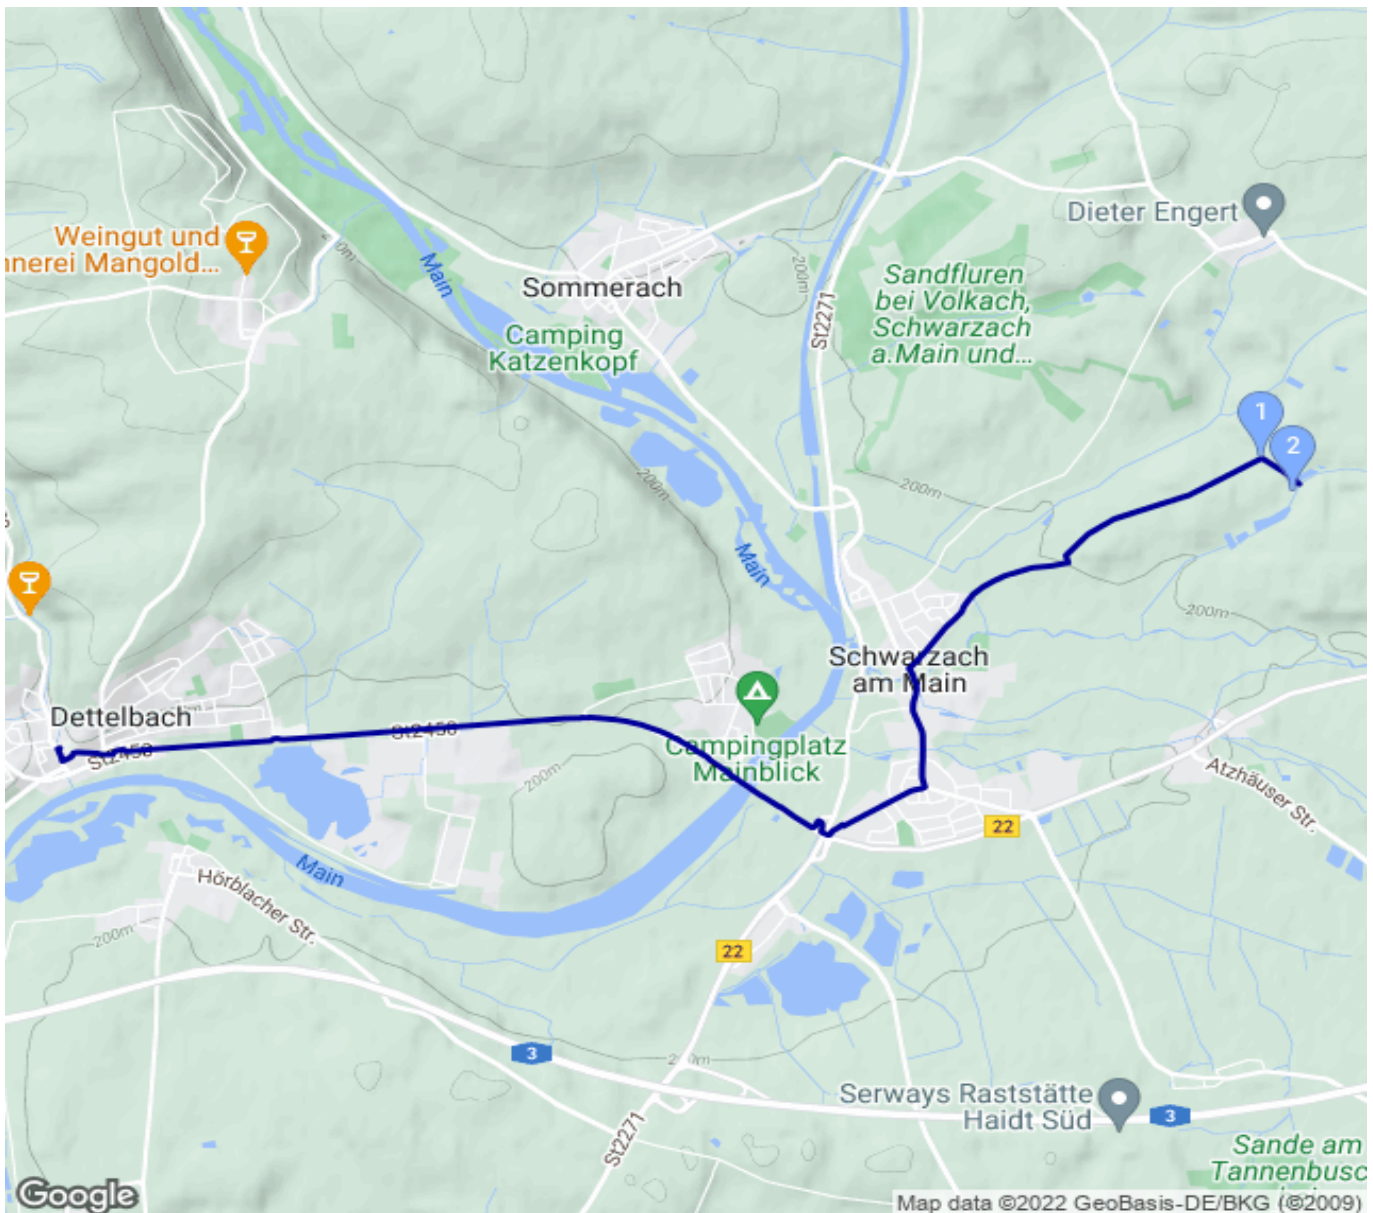 Weingut und
nnerei Mangold...
Main
Sommerach
Camping
Katzenkopf
St2271
200m
Sandfluren
bei Volkach,
Schwarzach
a.Main und...
Dieter Engert
1
2
200m
200m
Main
200m
Schwarzach
am Main
Dettelbach
St2450
St2450
Campingplatz
Mainblick
200m
Atzhäuser Str.
22
Main
Hörblacher Str.
200m
22
3
St2271
Serways Raststätte
Haidt Süd
3
Sande am
Tannenbusc
Google
Map data ©2022 GeoBasis-DE/BKG (©2009)